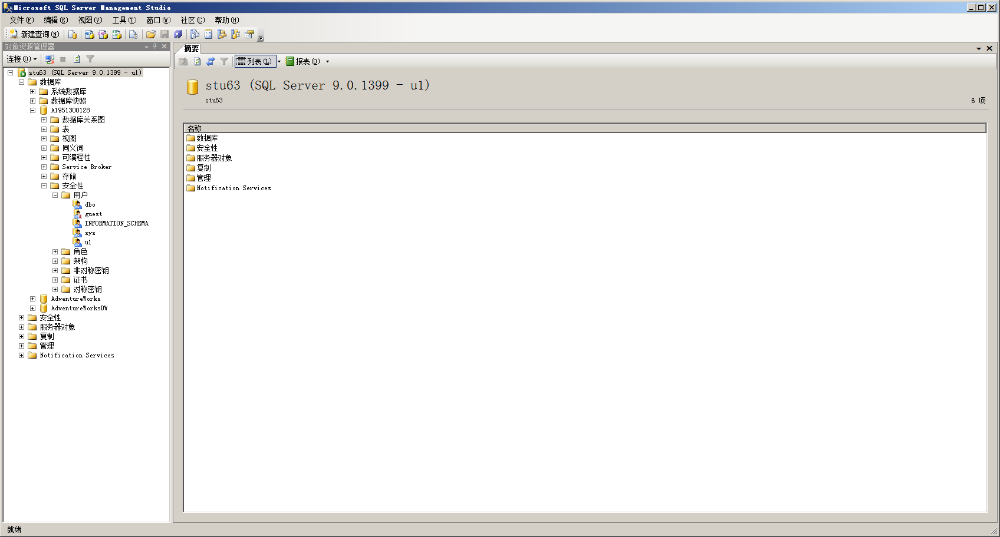 Microsoft SQL Server Management Studio
文件(F) 编辑(E) 视图(V) 工具(T) 窗口(W) 社区(C) 帮助(H)
新建查询(N)
对象资源管理器
连接(O)
stu63 (SQL Server 9.0.1399 - u1)
数据库
系统数据库
数据库快照
A1951300128
数据库关系图
表
视图
同义词
可编程性
Service Broker
存储
安全性
用户
dbo
guest
INFORMATION_SCHEMA
sys
u1
角色
架构
非对称密钥
证书
对称密钥
AdventureWorks
AdventureWorksDW
安全性
服务器对象
复制
管理
Notification Services
摘要
列表(L) 报表(O)
stu63 (SQL Server 9.0.1399 - u1)
stu63
6 项
名称
数据库
安全性
服务器对象
复制
管理
Notification Services
就绪